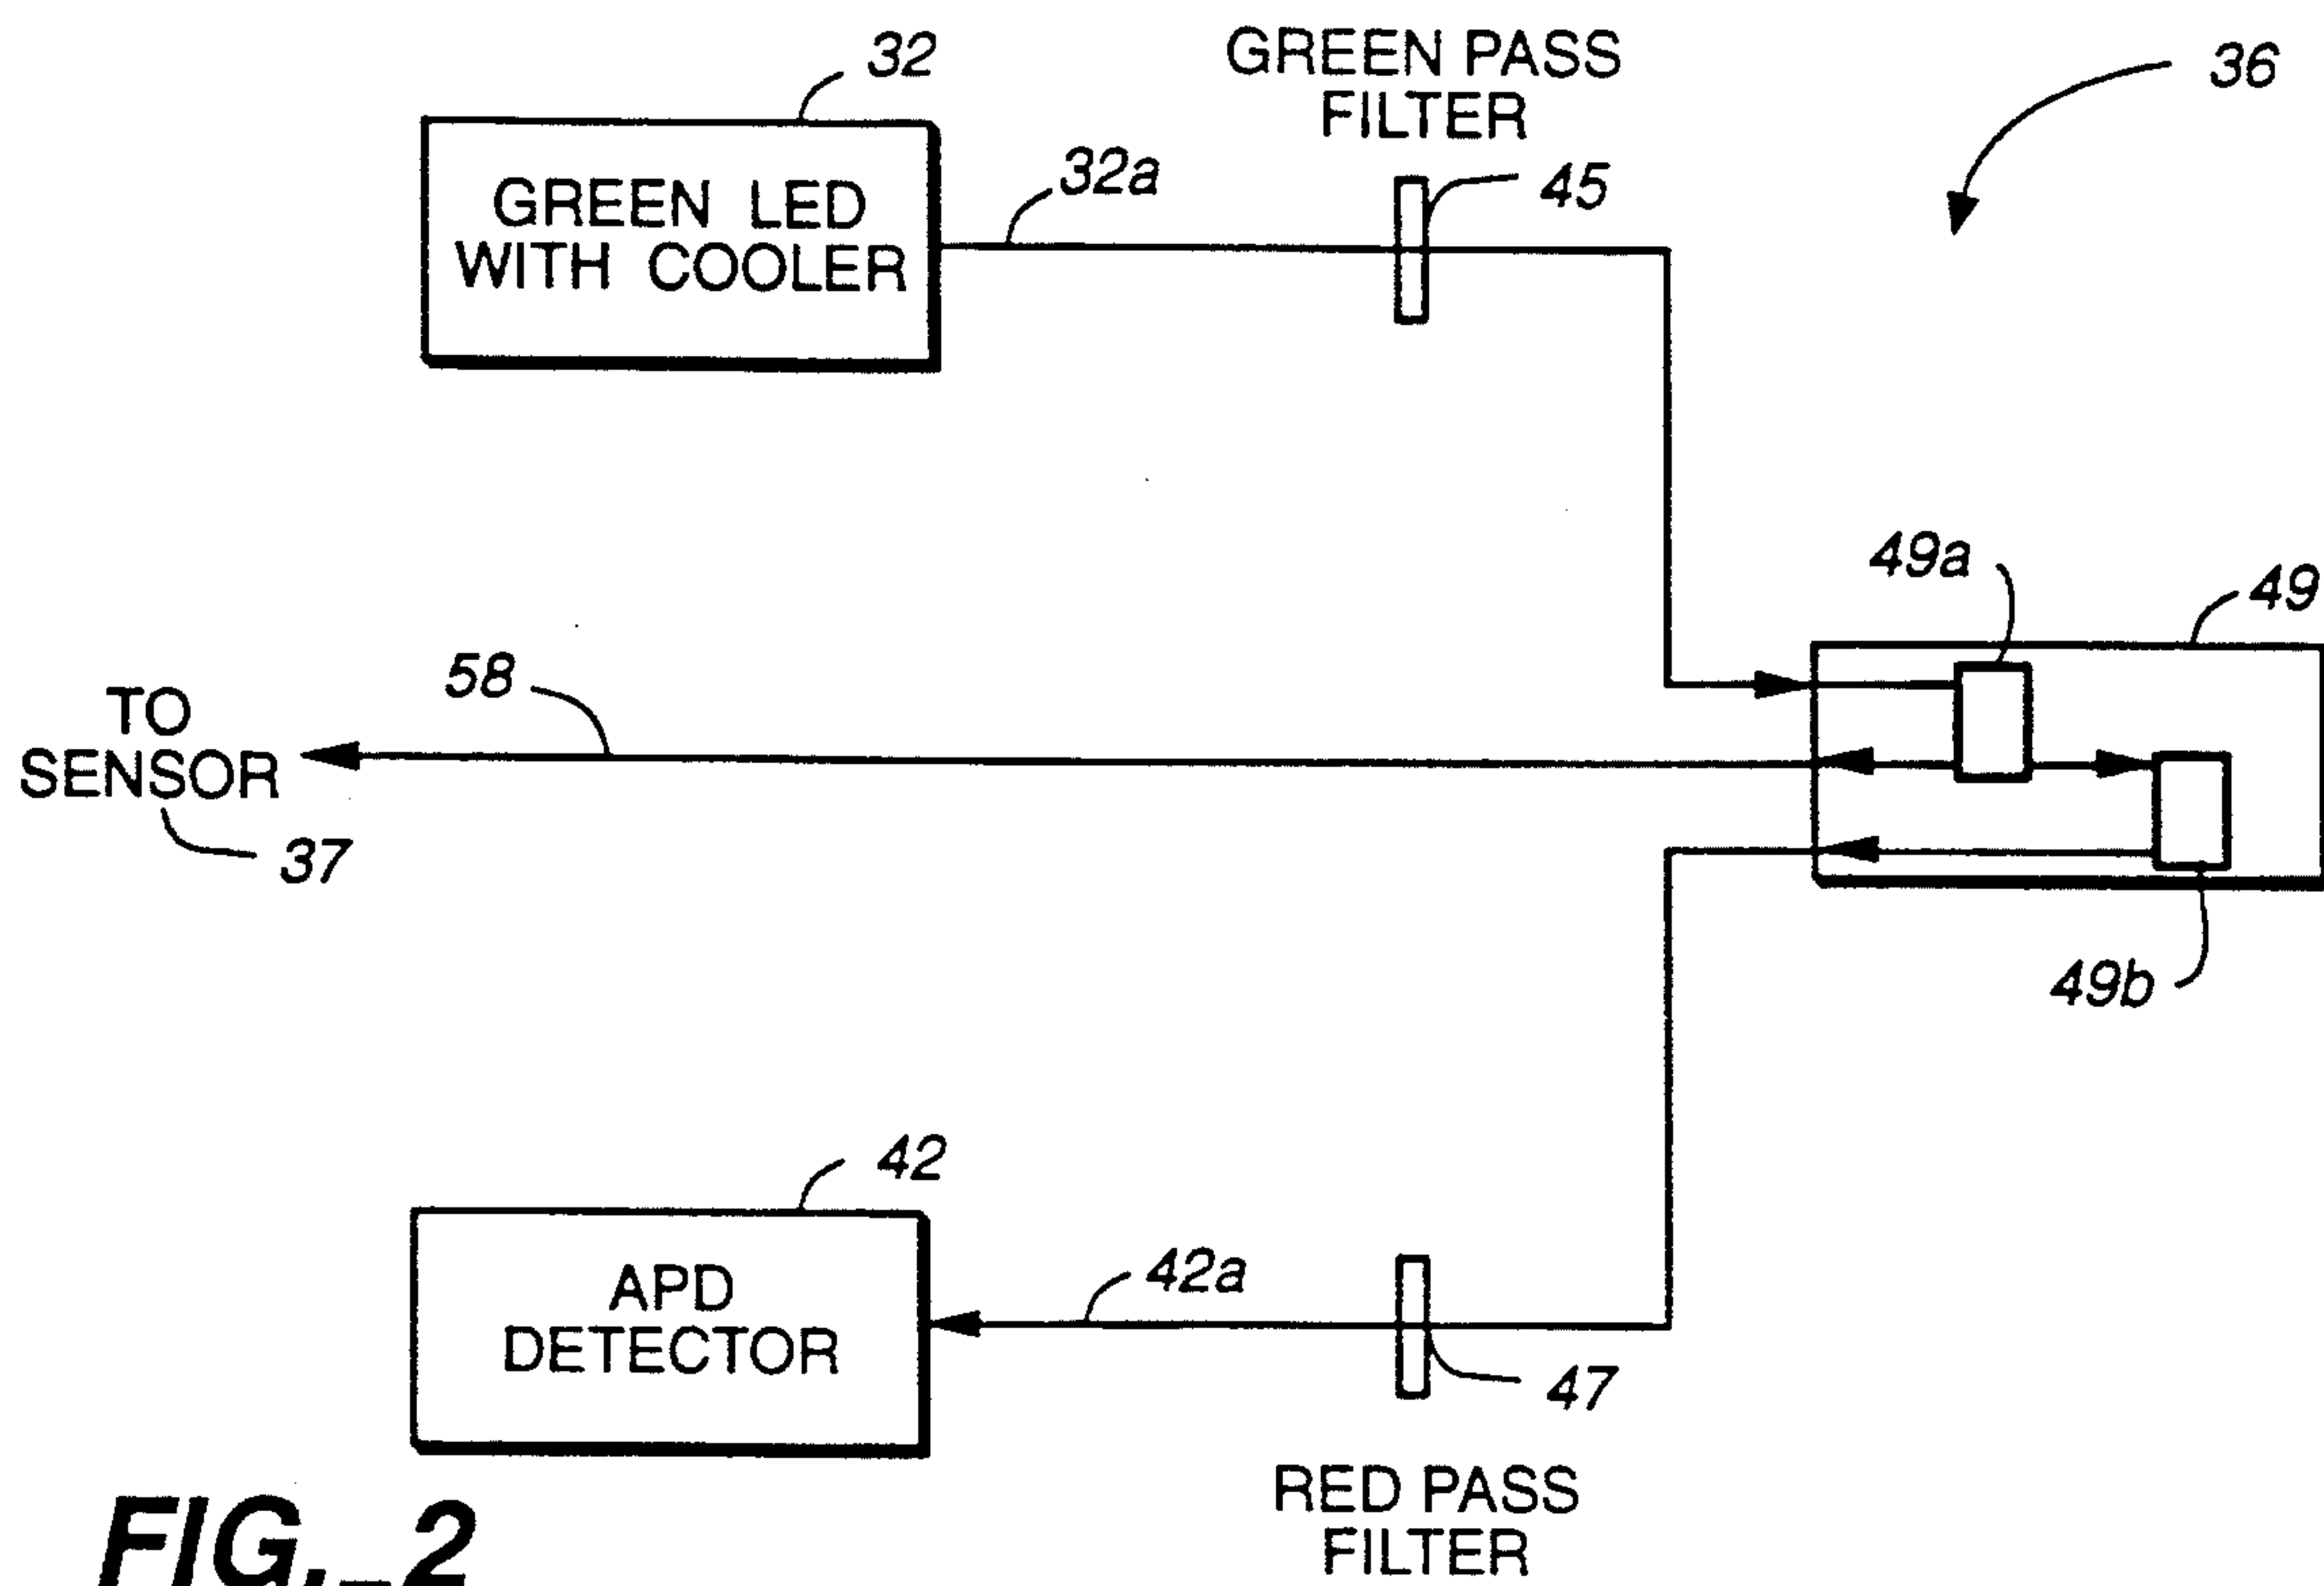 32
GREEN PASS
FILTER
36
GREEN LED
WITH COOLER
32a
45
49a
49
58
TO
SENSOR
37
49b
42
APD
DETECTOR
42a
47
RED PASS
FILTER
FIG._2